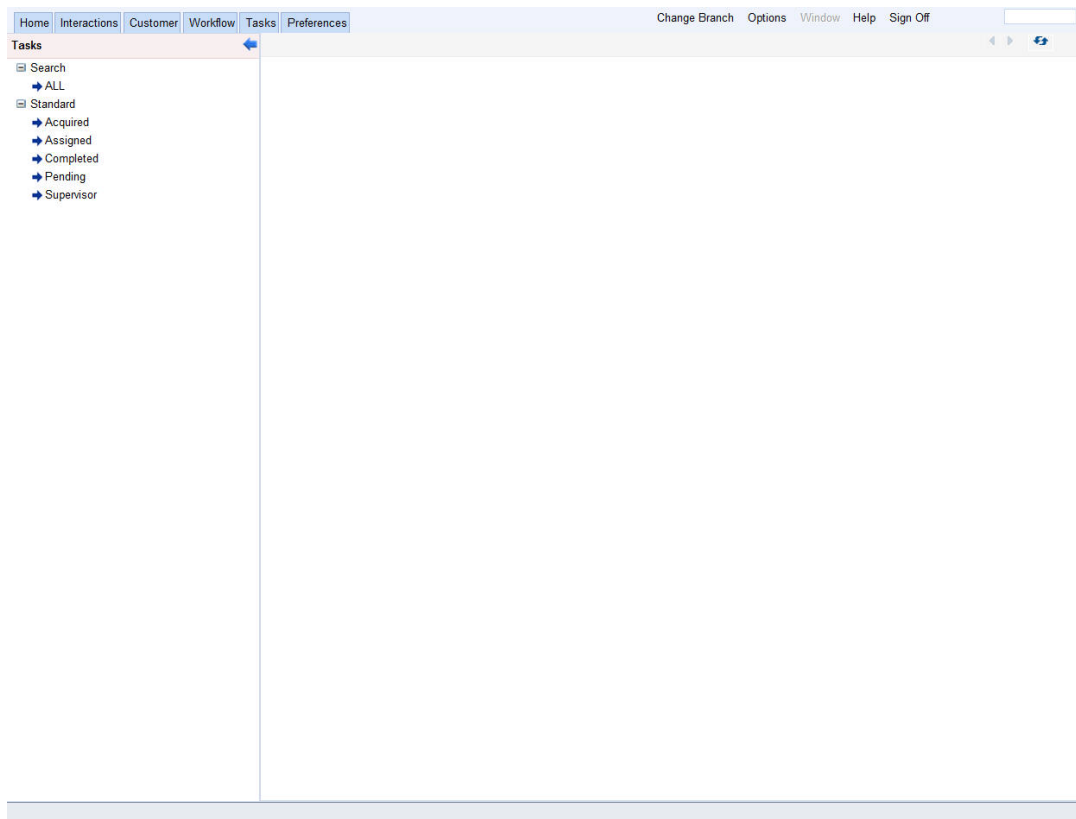 Home Interactions Customer Workflow Tasks Preferences Change Branch Options Window Help Sign Off
Tasks
Search
ALL
Standard
Acquired
Assigned
Completed
Pending
Supervisor